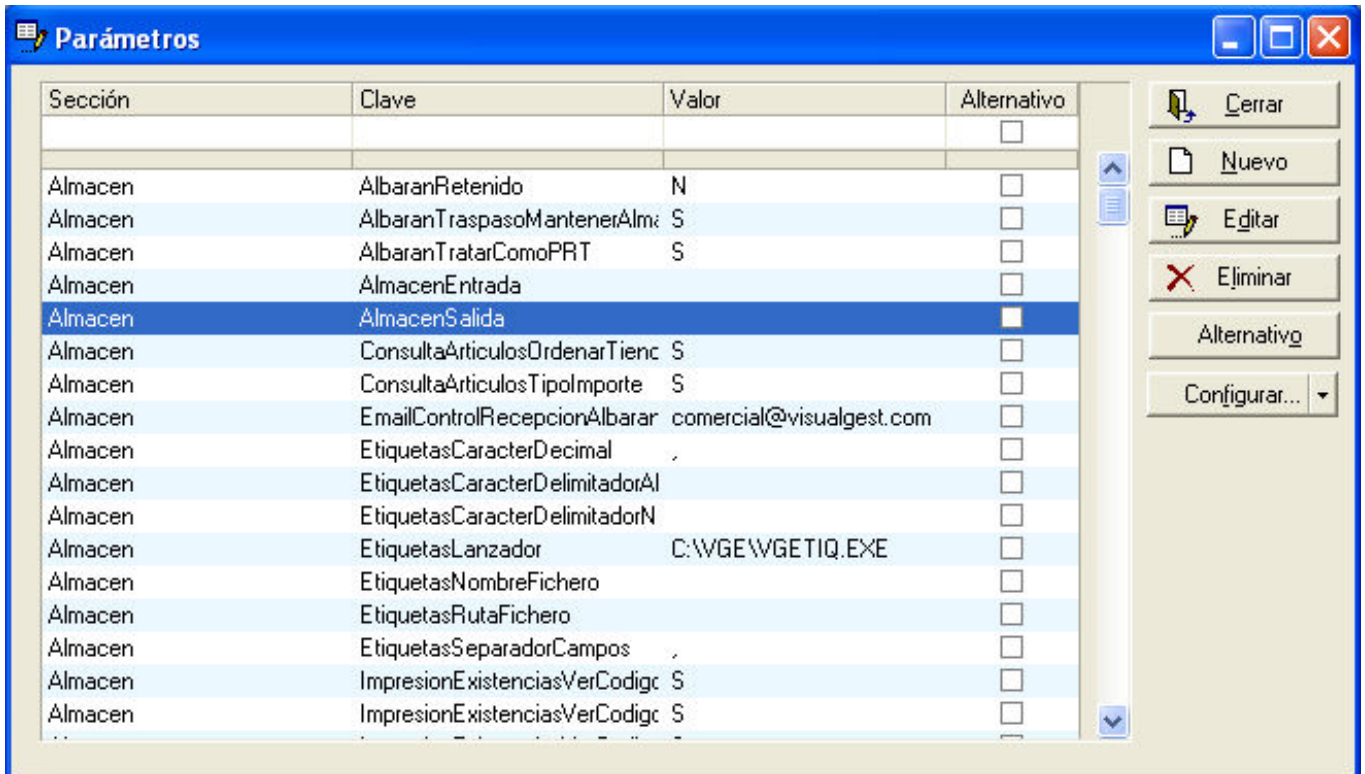 Parámetros
Sección Clave Valor Alternativo
Almacen AlbaranRetenido N
Almacen AlbaranTraspasoMantenerAlma S
Almacen AlbaranTratarComoPRT S
Almacen AlmacenEntrada
Almacen AlmacenSalida
Almacen ConsultaArticulosOrdenarTienc S
Almacen ConsultaArticulosTipoImporte S
Almacen EmailControlRecepcionAlbarar comercial@visualgest.com
Almacen EtiquetasCaracterDecimal ,
Almacen EtiquetasCaracterDelimitadorAl
Almacen EtiquetasCaracterDelimitadorN
Almacen EtiquetasLanzador C:\VGE\VGETIQ.EXE
Almacen EtiquetasNombreFichero
Almacen EtiquetasRutaFichero
Almacen EtiquetasSeparadorCampos ,
Almacen ImpresionExistenciasVerCodigc S
Almacen ImpresionExistenciasVerCodigc S
Cerrar
Nuevo
Editar
Eliminar
Alternativo
Configurar...